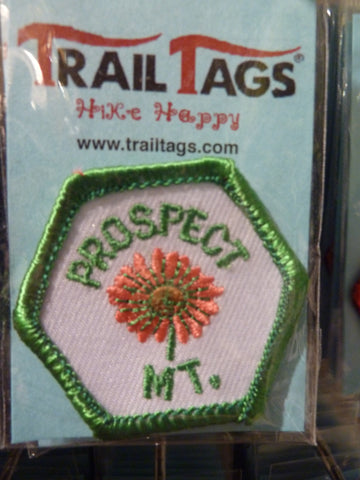 TRAIL TAGS®
HiKe Happy
www.trailtags.com
PROSPECT
MT.